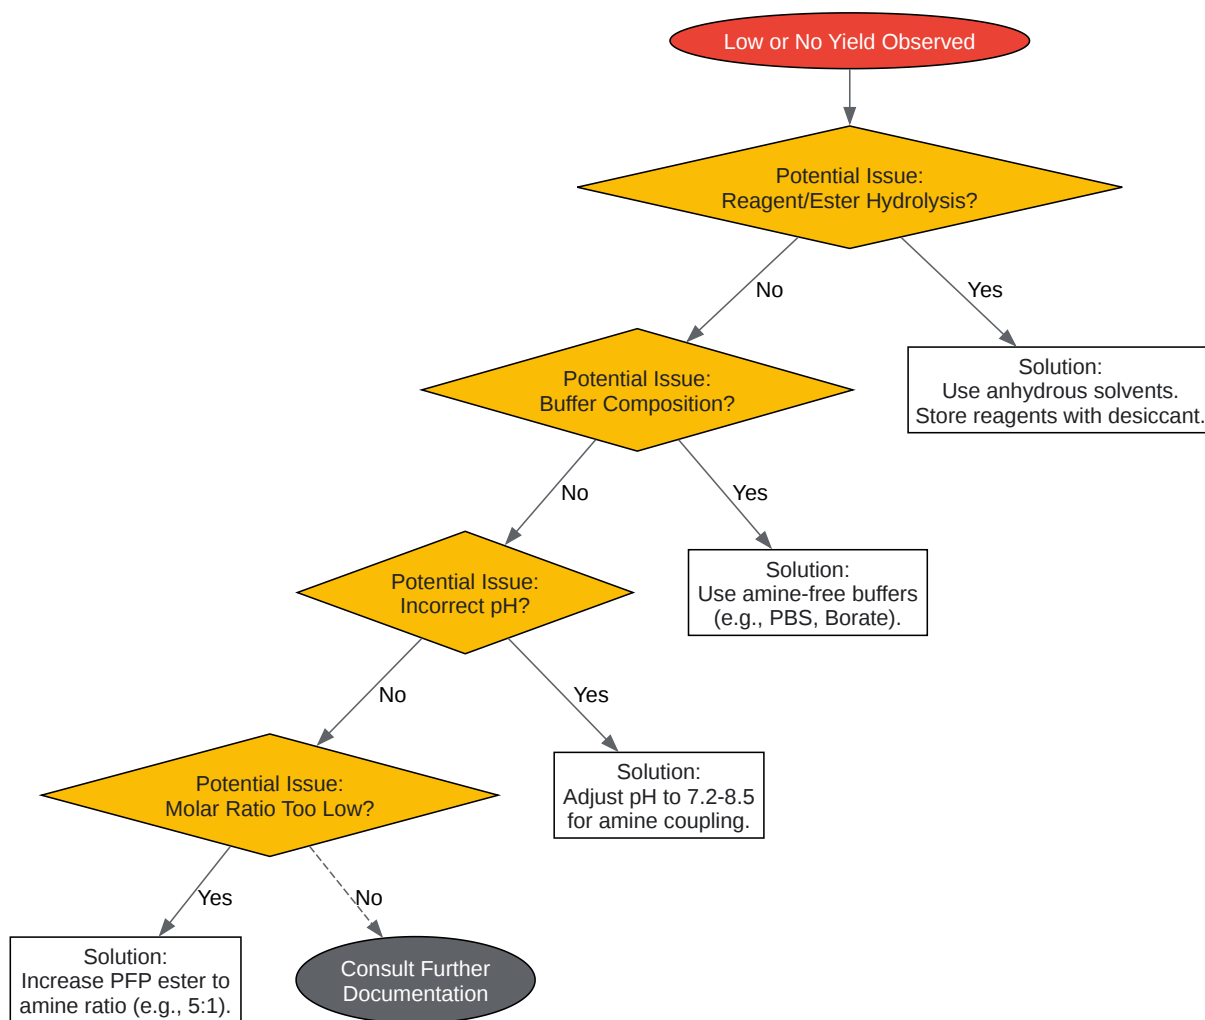 Low or No Yield Observed
Potential Issue:
Reagent/Ester Hydrolysis?
No
Yes
Potential Issue:
Buffer Composition?
Solution:
Use anhydrous solvents.
Store reagents with desiccant.
No
Yes
Potential Issue:
Incorrect pH?
Solution:
Use amine-free buffers
(e.g., PBS, Borate).
No
Yes
Potential Issue:
Molar Ratio Too Low?
Solution:
Adjust pH to 7.2-8.5
for amine coupling.
Yes
No
Solution:
Increase PFP ester to
amine ratio (e.g., 5:1).
Consult Further
Documentation